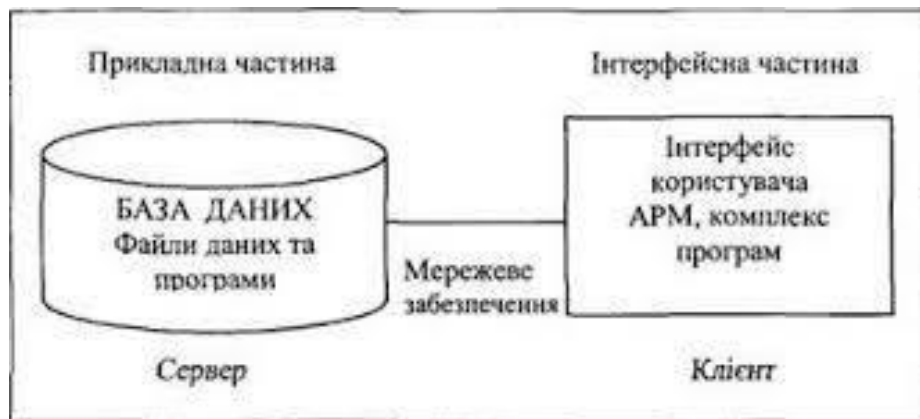 Прикладна частина
Інтерфейсна частина
БАЗА ДАНИХ
Файли даних та
програми
Мережеве
забезпечення
Інтерфейс
користувача
АРМ, комплекс
програм
Сервер
Клієнт